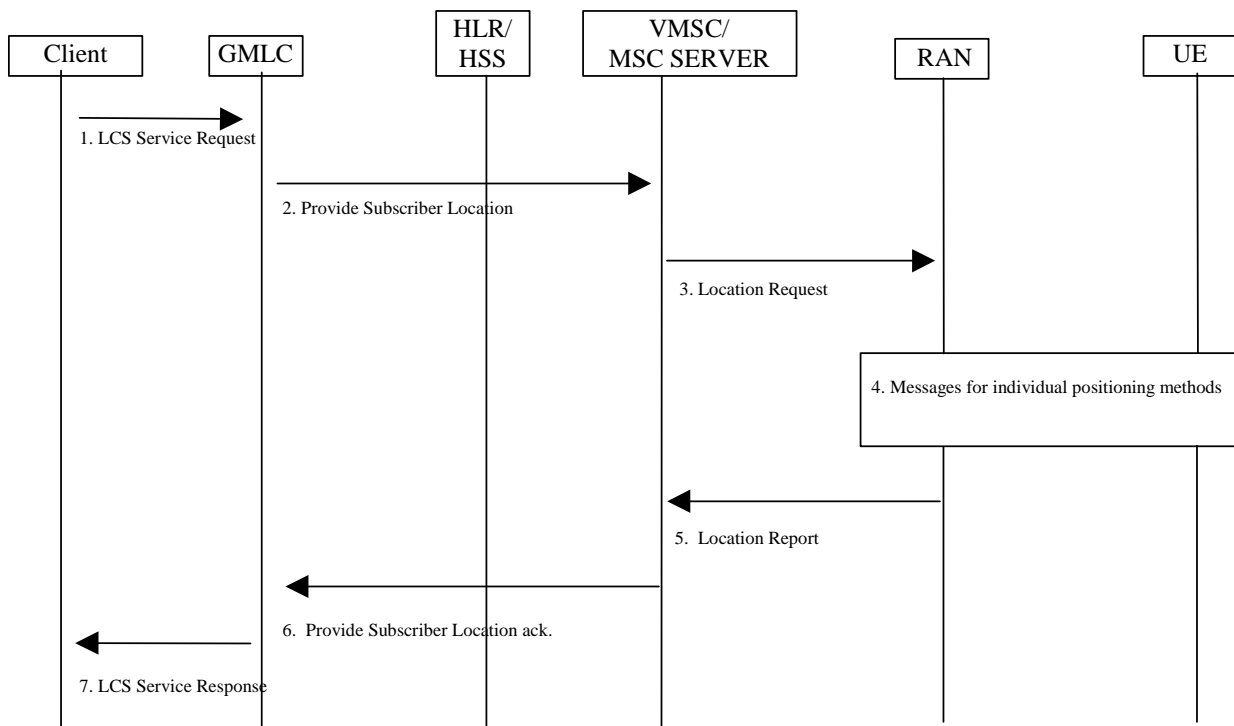 Client
GMLC
HLR/
HSS
VMSC/
MSC SERVER
RAN
UE
1. LCS Service Request
2. Provide Subscriber Location
3. Location Request
4. Messages for individual positioning methods
5. Location Report
6. Provide Subscriber Location ack.
7. LCS Service Response